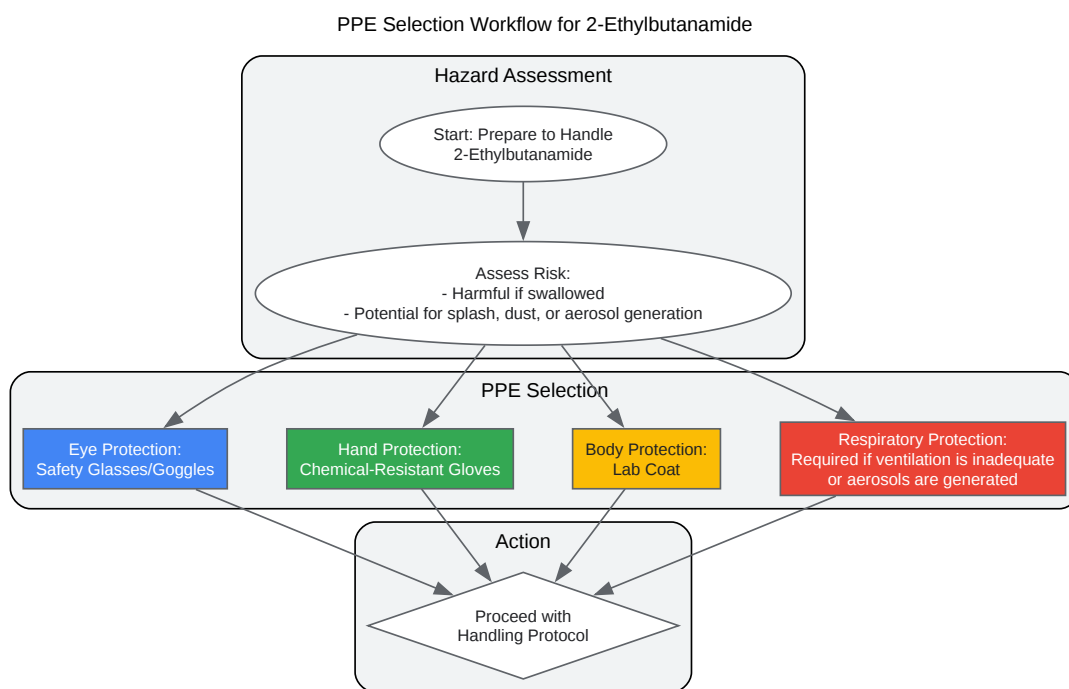 PPE Selection Workflow for 2-Ethylbutanamide
Hazard Assessment
Start: Prepare to Handle
2-Ethylbutanamide
Assess Risk:
- Harmful if swallowed
- Potential for splash, dust, or aerosol generation
PPE Selection
Eye Protection:
Safety Glasses/Goggles
Hand Protection:
Chemical-Resistant Gloves
Body Protection:
Lab Coat
Respiratory Protection:
Required if ventilation is inadequate
or aerosols are generated
Action
Proceed with
Handling Protocol